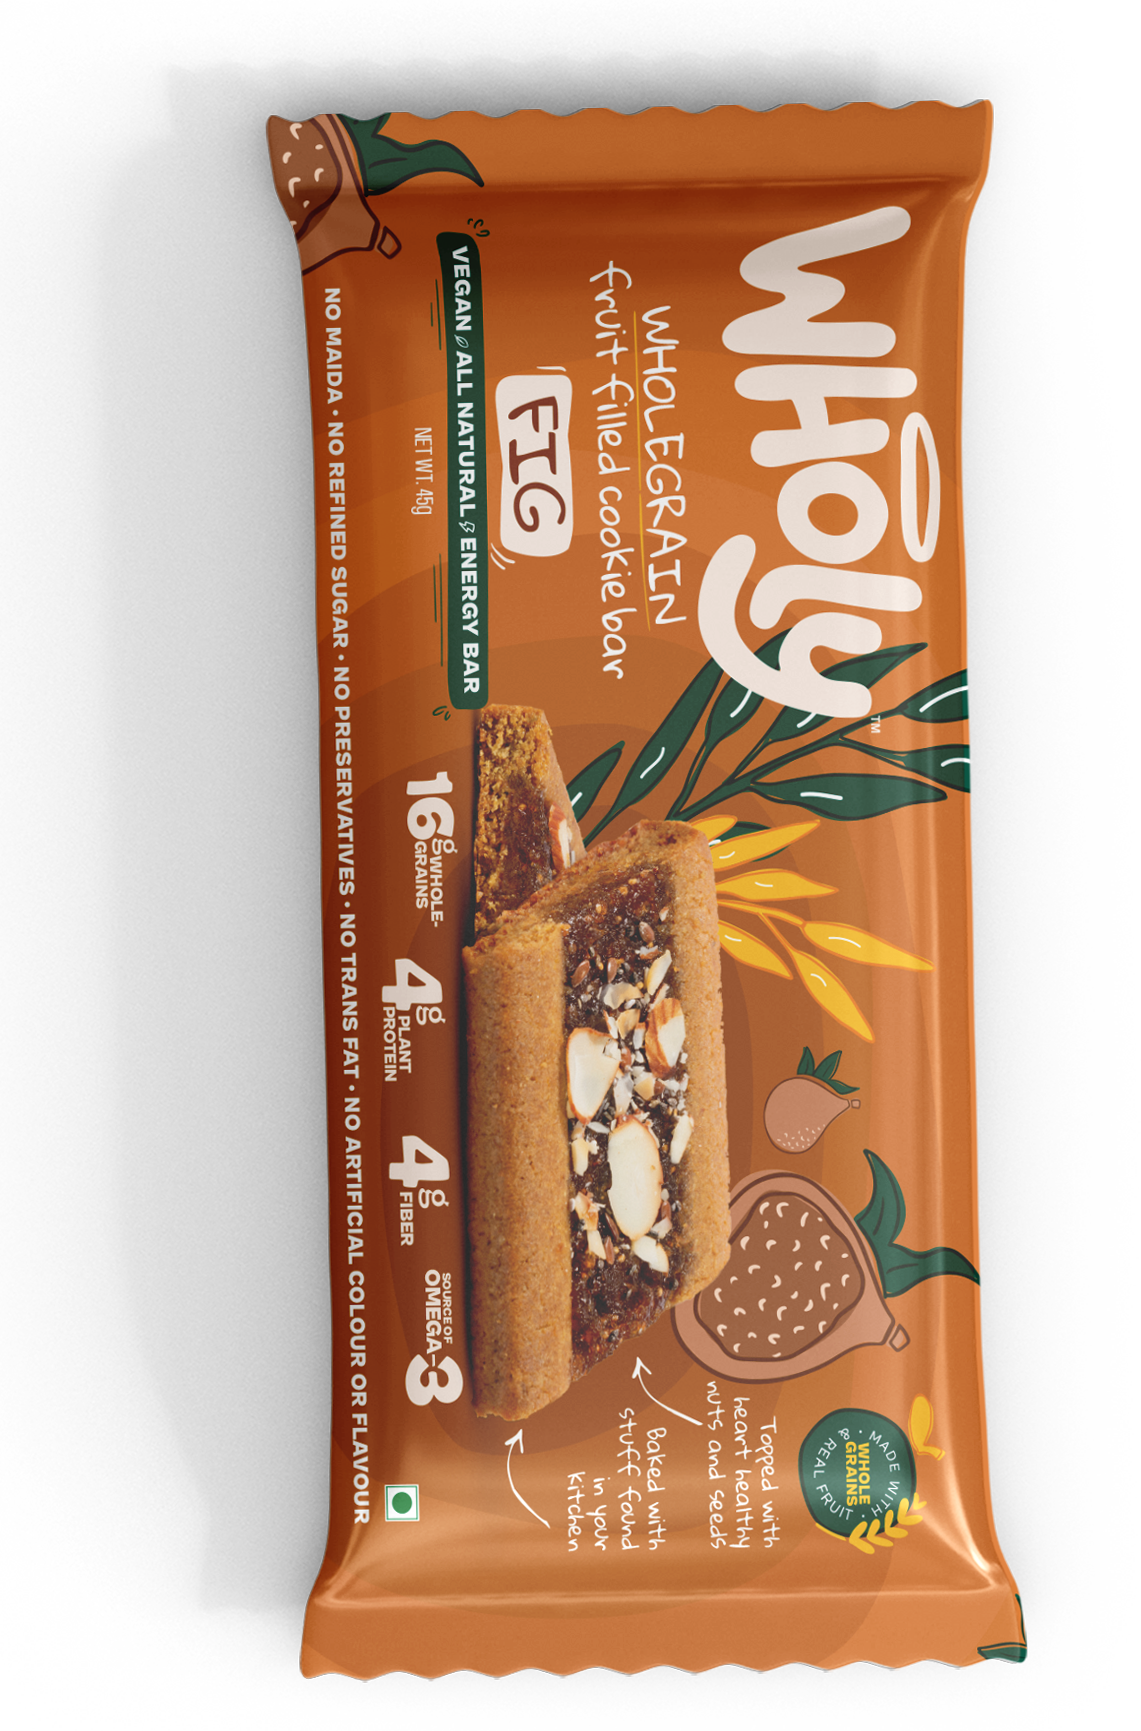 WHOLY™
WHOLEGRAIN
fruit filled cookie bar
FIG
VEGAN ALL NATURAL ENERGY BAR
NET WT. 45g
16g WHOLE-
GRAINS
4g PLANT
PROTEIN
4g FIBER
SOURCE OF
OMEGA-3
NO MAIDA • NO REFINED SUGAR • NO PRESERVATIVES • NO TRANS FAT • NO ARTIFICIAL COLOUR OR FLAVOUR
MADE WITH
WHOLE
GRAINS
& REAL FRUIT
Topped with
heart healthy
nuts and seeds
Baked with
stuff found
in your
kitchen